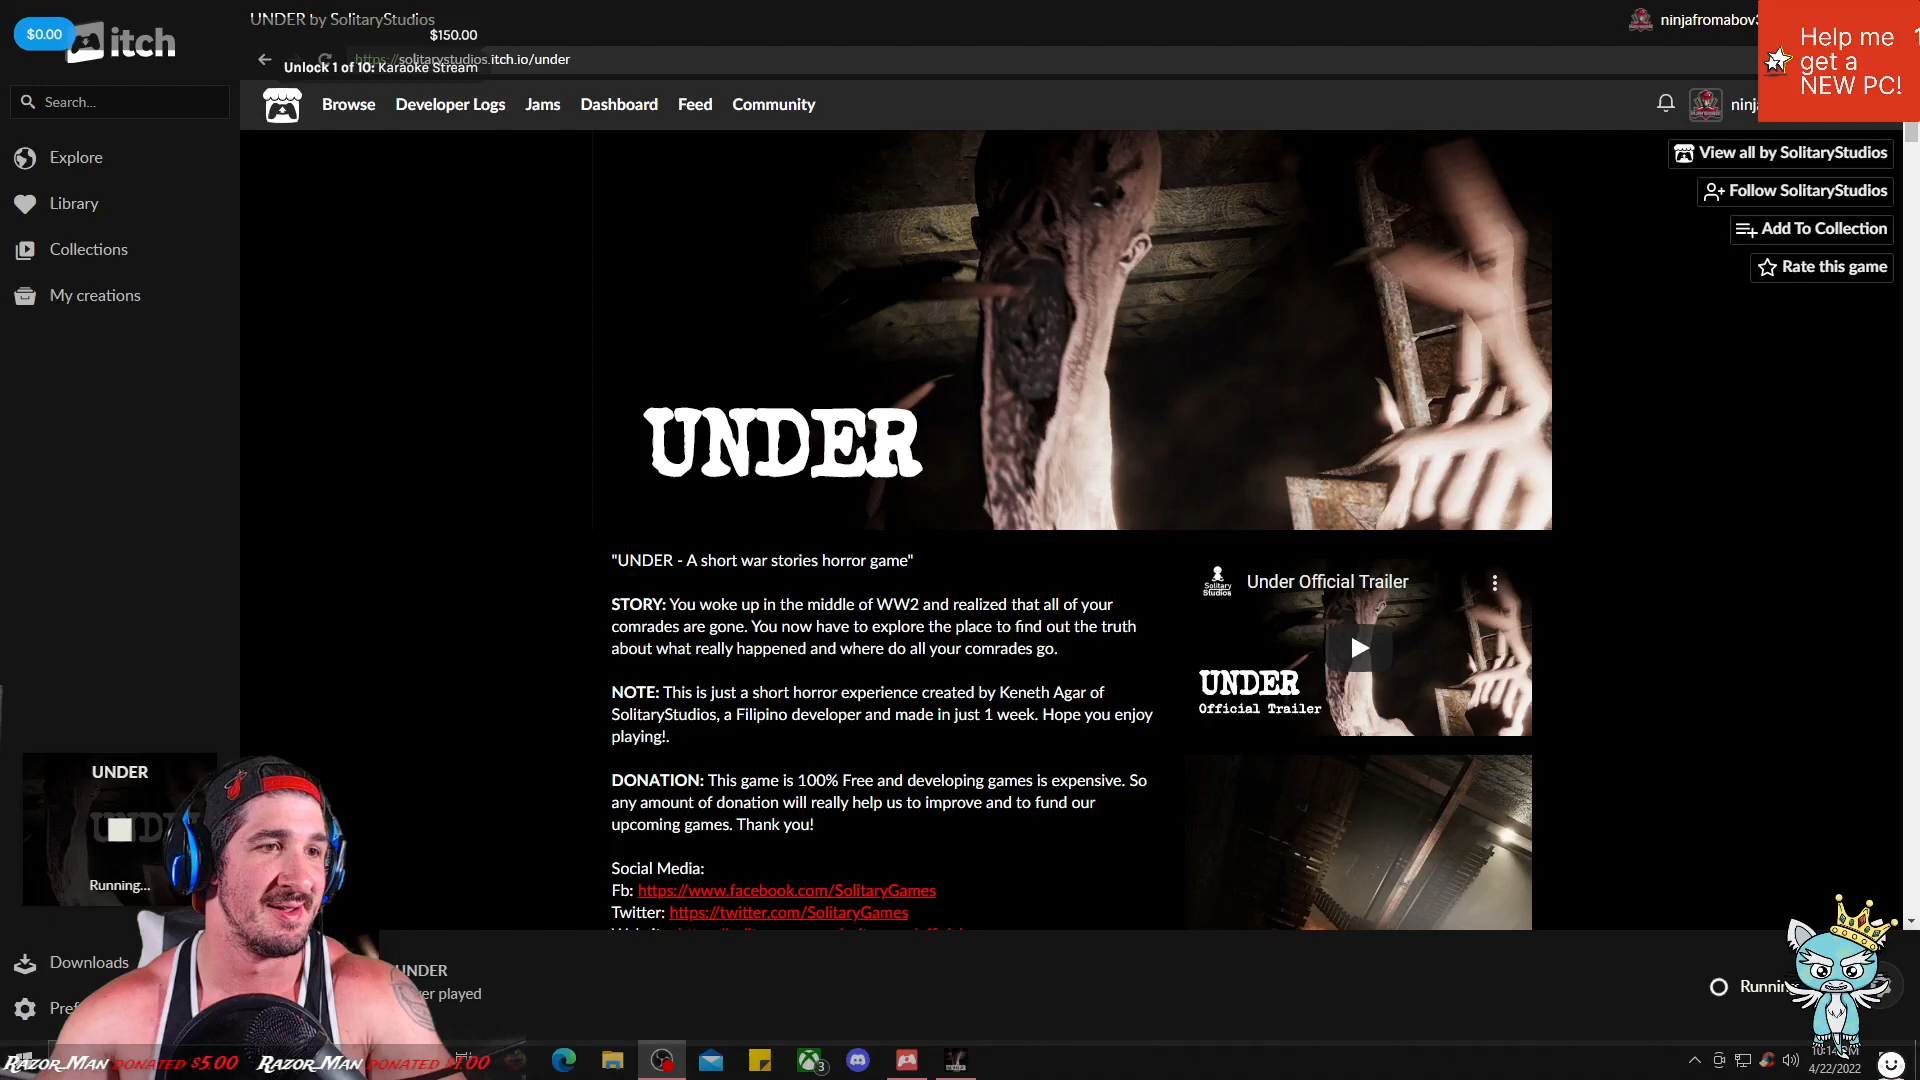 UNDER by SolitaryStudios
$0.00
itch
$150.00
https://solitarystudios.itch.io/under
Unlock 1 of 10: Karaoke Stream
Help me
get a
NEW PC!
Search...
Browse
Developer Logs
Jams
Dashboard
Feed
Community
Explore
Library
Collections
My creations
View all by SolitaryStudios
Follow SolitaryStudios
Add To Collection
Rate this game
UNDER
"UNDER - A short war stories horror game"
STORY: You woke up in the middle of WW2 and realized that all of your
comrades are gone. You now have to explore the place to find out the truth
about what really happened and where do all your comrades go.
NOTE: This is just a short horror experience created by Keneth Agar of
SolitaryStudios, a Filipino developer and made in just 1 week. Hope you enjoy
playing!.
DONATION: This game is 100% Free and developing games is expensive. So
any amount of donation will really help us to improve and to fund our
upcoming games. Thank you!
Social Media:
Fb: https://www.facebook.com/SolitaryGames
Twitter: https://twitter.com/SolitaryGames
Solitary
Studios
Under Official Trailer
UNDER
Official Trailer
UNDER
Running...
Downloads
UNDER
played
Razor_Man donated $5.00
Razor_Man donated $1.00
3
4/22/2022